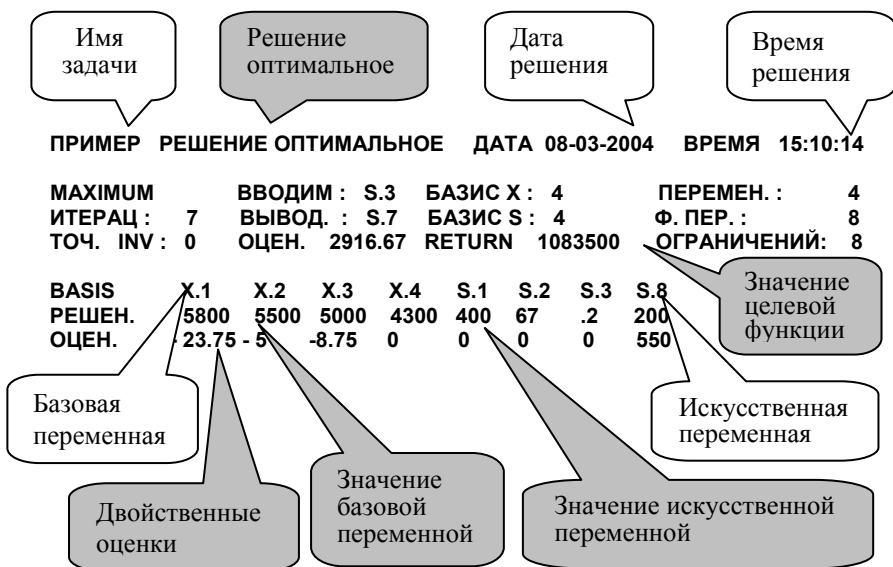 Имя
задачи
Решение
оптимальное
Дата
решения
Время
решения
ПРИМЕР РЕШЕНИЕ ОПТИМАЛЬНОЕ ДАТА 08-03-2004 ВРЕМЯ 15:10:14
MAXIMUM ВВОДИМ : S.3 БАЗИС X : 4 ПЕРЕМЕН. : 4
ИТЕРАЦ : 7 ВЫВОД. : S.7 БАЗИС S : 4 Ф. ПЕР. : 8
ТОЧ. INV : 0 ОЦЕН. 2916.67 RETURN 1083500 ОГРАНИЧЕНИЙ: 8
BASIS X.1 X.2 X.3 X.4 S.1 S.2 S.3 S.8
РЕШЕН. 5800 5500 5000 4300 400 67 .2 200
ОЦЕН. - 23.75 - 5 -8.75 0 0 0 0 550
Значение
целевой
функции
Базовая
переменная
Искусственная
переменная
Двойственные
оценки
Значение
базовой
переменной
Значение искусственной
переменной